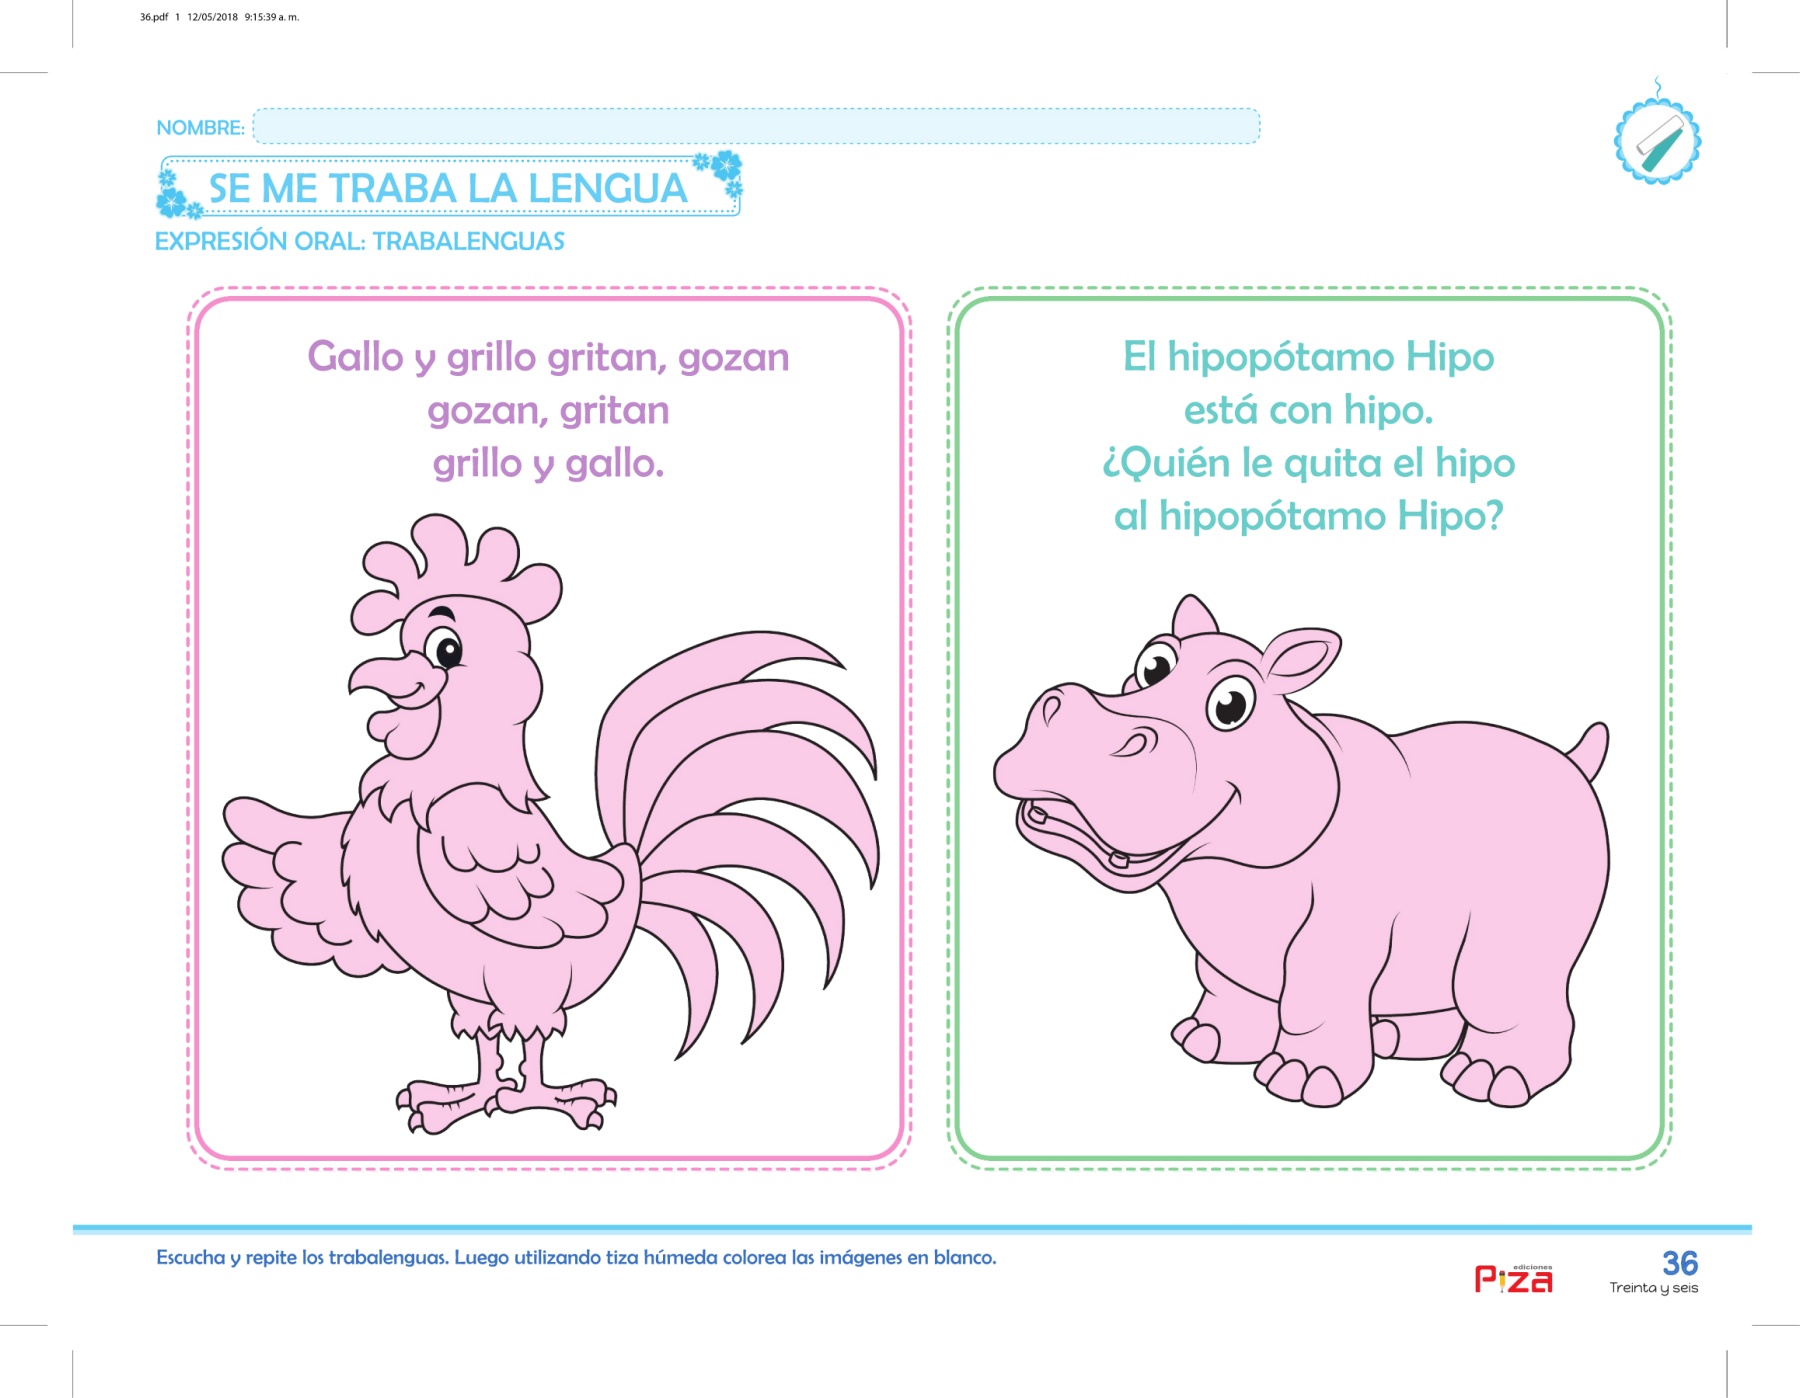 36.pdf 1 12/05/2018 9:15:39 a. m.
NOMBRE:
SE ME TRABA LA LENGUA
EXPRESIÓN ORAL: TRABALENGUAS
Gallo y grillo gritan, gozan
gozan, gritan
grillo y gallo.
El hipopótamo Hipo
está con hipo.
¿Quién le quita el hipo
al hipopótamo Hipo?
Escucha y repite los trabalenguas. Luego utilizando tiza húmeda colorea las imágenes en blanco.
ediciones
Piza
36
Treinta y seis